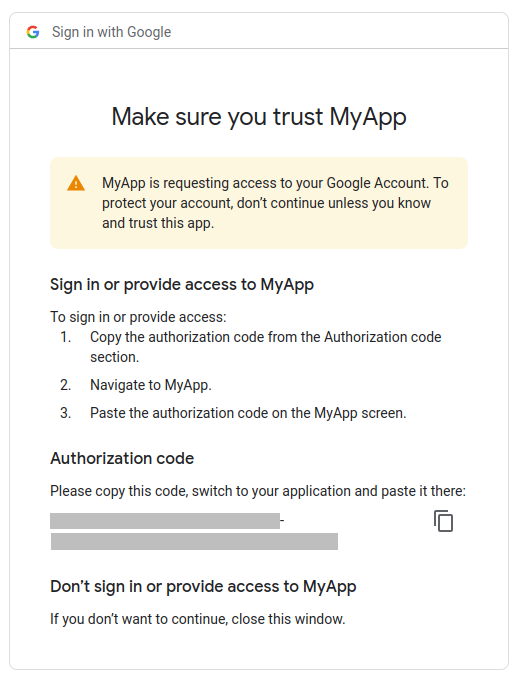 Sign in with Google
Make sure you trust MyApp
MyApp is requesting access to your Google Account. To
protect your account, don’t continue unless you know
and trust this app.
Sign in or provide access to MyApp
To sign in or provide access:
1. Copy the authorization code from the Authorization code
section.
2. Navigate to MyApp.
3. Paste the authorization code on the MyApp screen.
Authorization code
Please copy this code, switch to your application and paste it there:
-
Don’t sign in or provide access to MyApp
If you don’t want to continue, close this window.